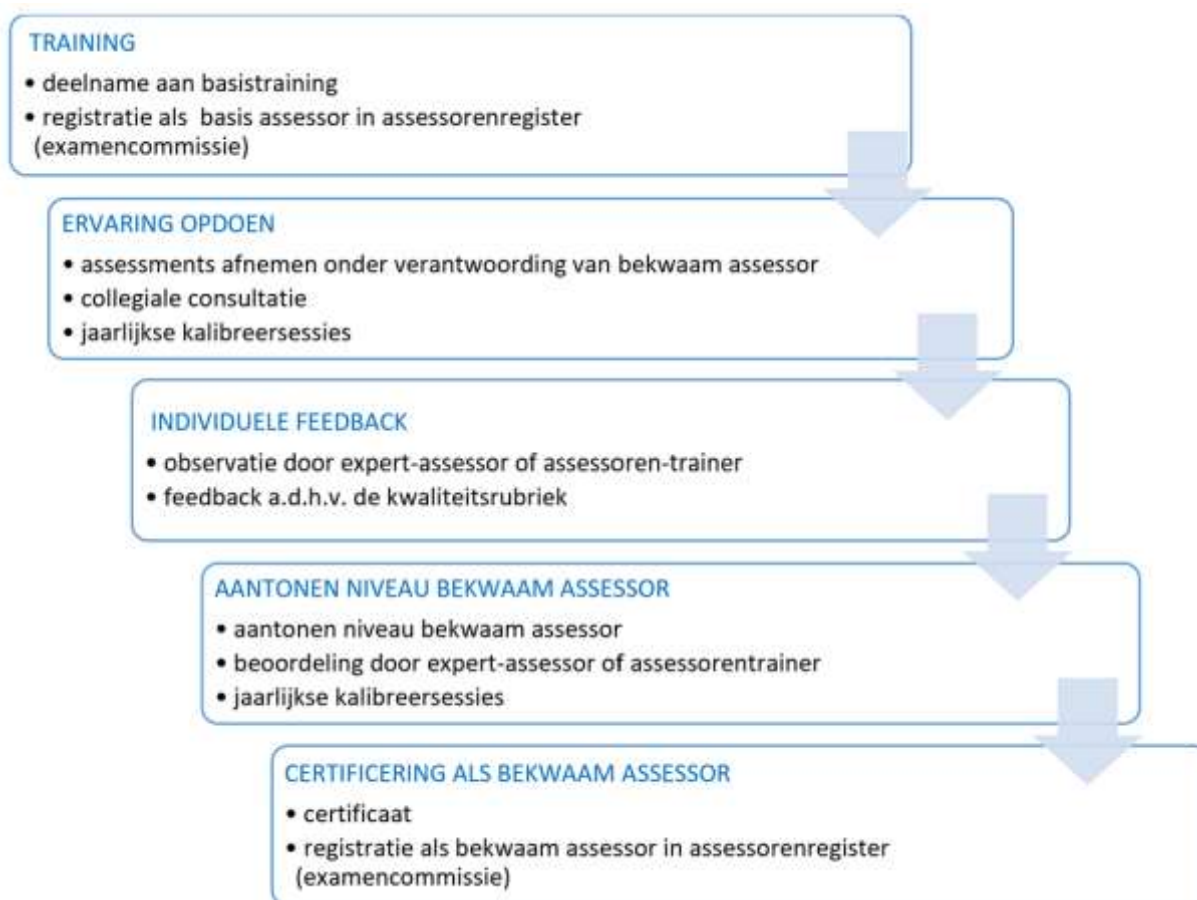 TRAINING
• deelname aan basistraining
• registratie als basis assessor in assessorenregister
(examencommissie)
ERVARING OPDOEN
• assessments afnemen onder verantwoording van bekwaam assessor
• collegiale consultatie
• jaarlijkse kalibreersessies
INDIVIDUELE FEEDBACK
• observatie door expert-assessor of assessoren-trainer
• feedback a.d.h.v. de kwaliteitsrubriek
AANTONEN NIVEAU BEKWAAM ASSESSOR
• aantonen niveau bekwaam assessor
• beoordeling door expert-assessor of assessorentrainer
• jaarlijkse kalibreersessies
CERTIFICERING ALS BEKWAAM ASSESSOR
• certificaat
• registratie als bekwaam assessor in assessorenregister
(examencommissie)